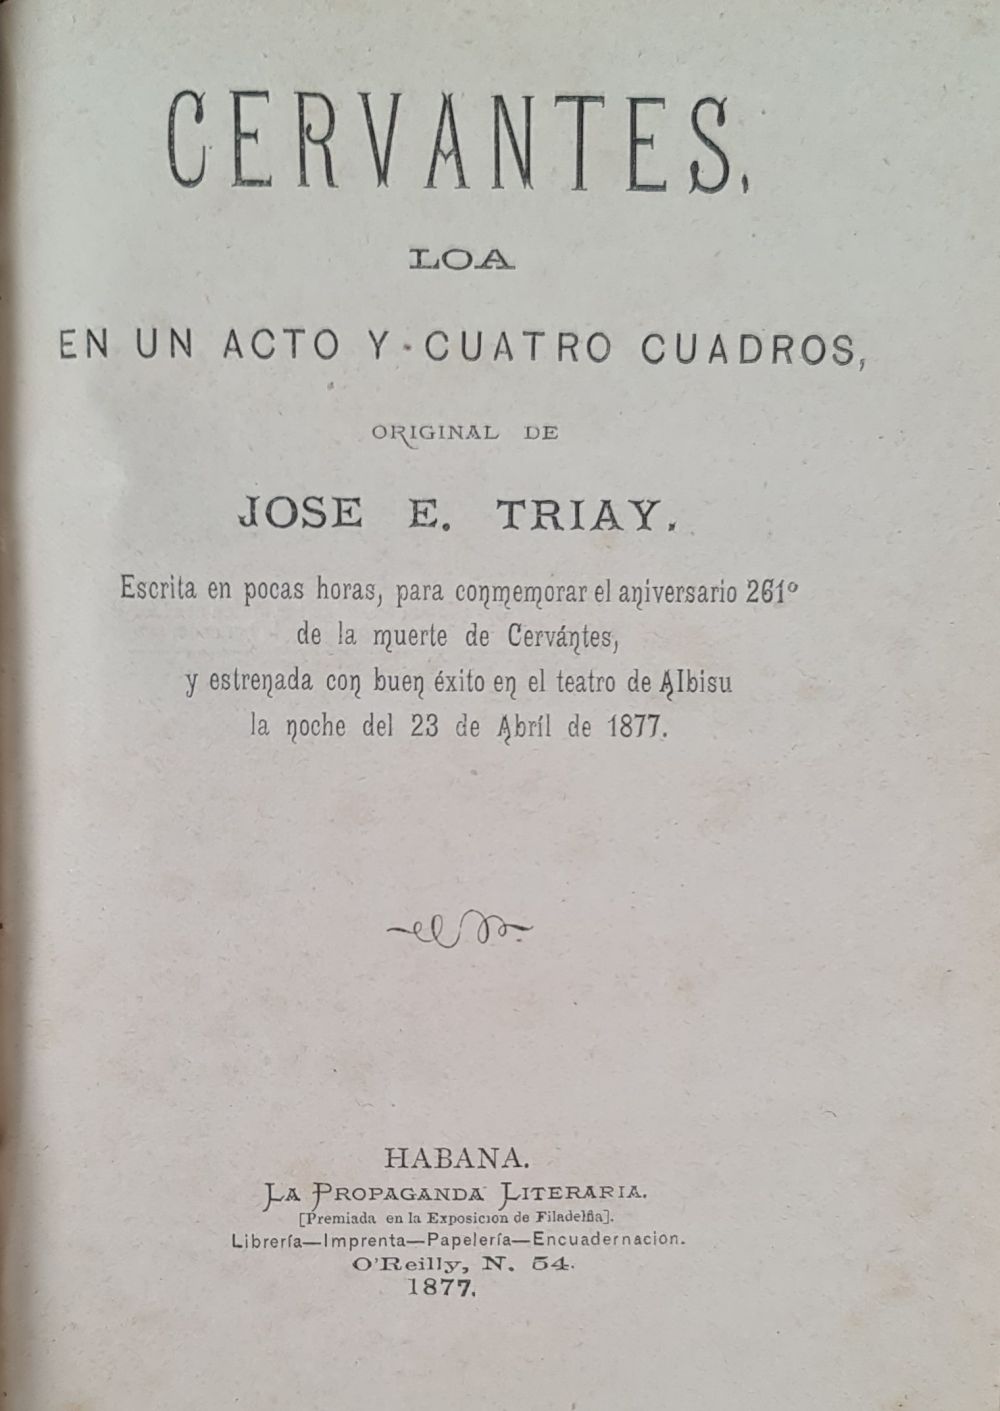 CERVANTES.
LOA
EN UN ACTO Y CUATRO CUADROS,
ORIGINAL DE
JOSE E. TRIAY.
Escrita en pocas horas, para conmemorar el aniversario 261º
de la muerte de Cervántes,
y estrenada con buen éxito en el teatro de Albisu
la noche del 23 de Abríl de 1877.
HABANA.
LA PROPAGANDA LITERARIA.
[Premiada en la Exposicion de Filadelfia].
Librería—Imprenta—Papelería—Encuadernacion.
O'Reilly, N. 54.
1877.